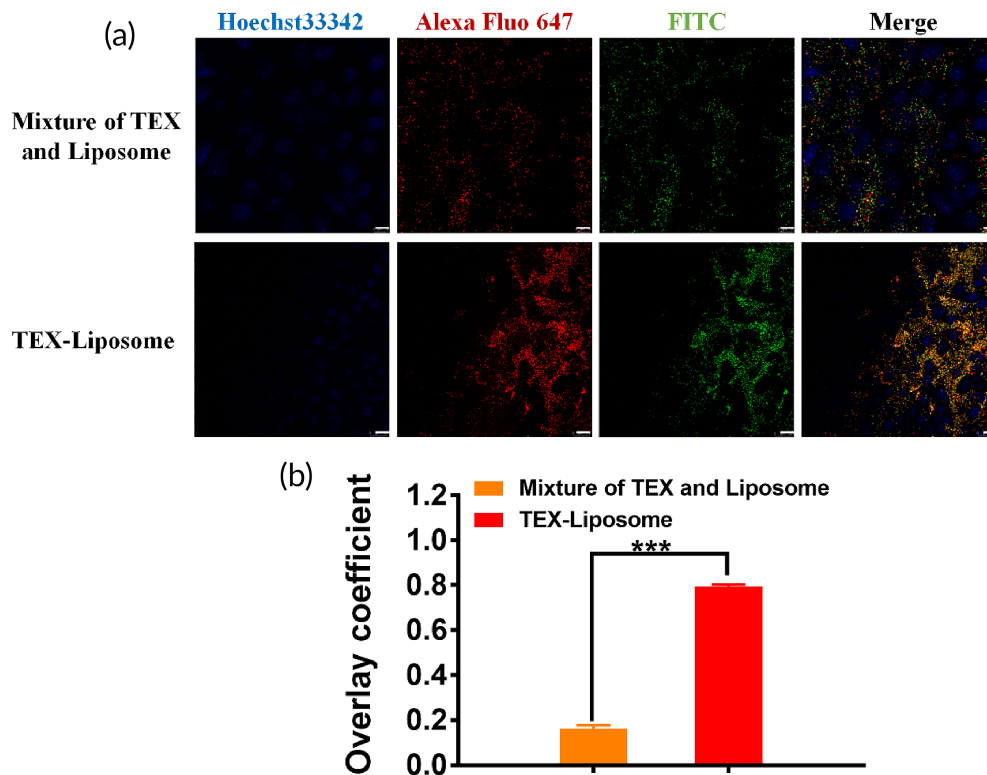 (a)
Hoechst33342 Alexa Fluo 647 FITC Merge
Mixture of TEX
and Liposome
TEX-Liposome
(b)
Overlay coefficient
1.2
1.0
0.8
0.6
0.4
0.2
0.0
Mixture of TEX and Liposome
TEX-Liposome
***